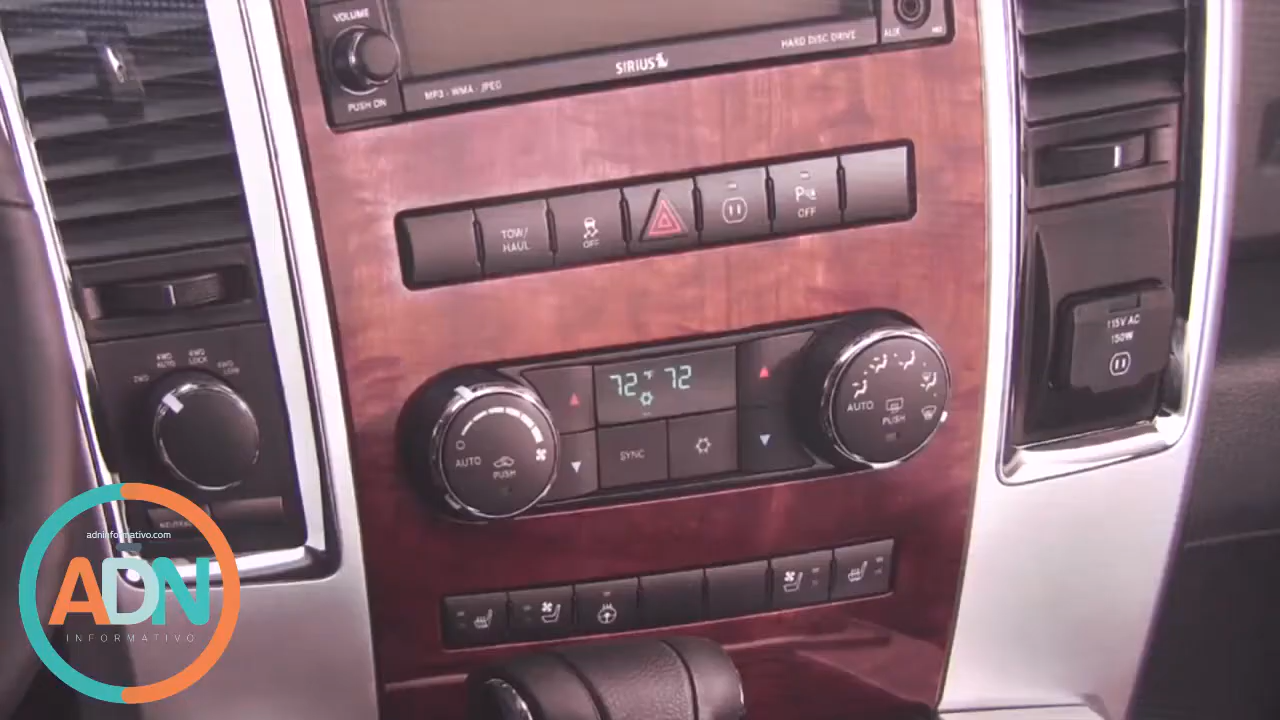 VOLUME
PUSH ON
MP3 - WMA - JPEG
SIRIUS
HARD DISC DRIVE
AUX
TOW/
HAUL
OFF
P
OFF
115V AC
150W
2WD
4WD
AUTO
4WD
LOCK
4WD
LOW
72 °F 72
AUTO
PUSH
SYNC
AUTO
PUSH
NEUTRAL
adninformativo.com
ADN
INFORMATIVO